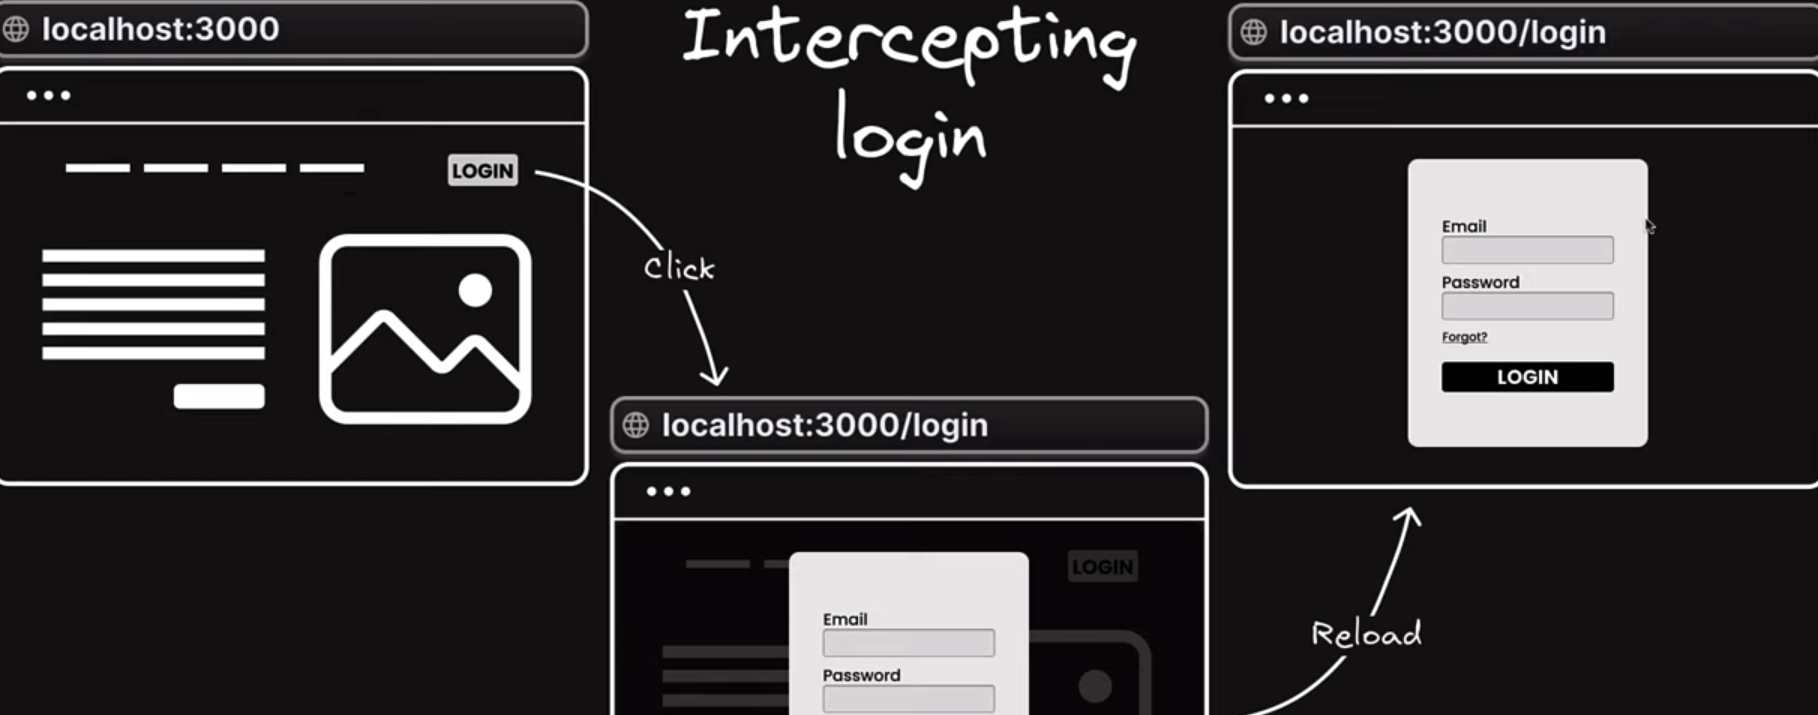 localhost:3000
LOGIN
Intercepting
login
Click
localhost:3000/login
Email
Password
Forgot?
LOGIN
localhost:3000/login
LOGIN
Email
Password
Reload